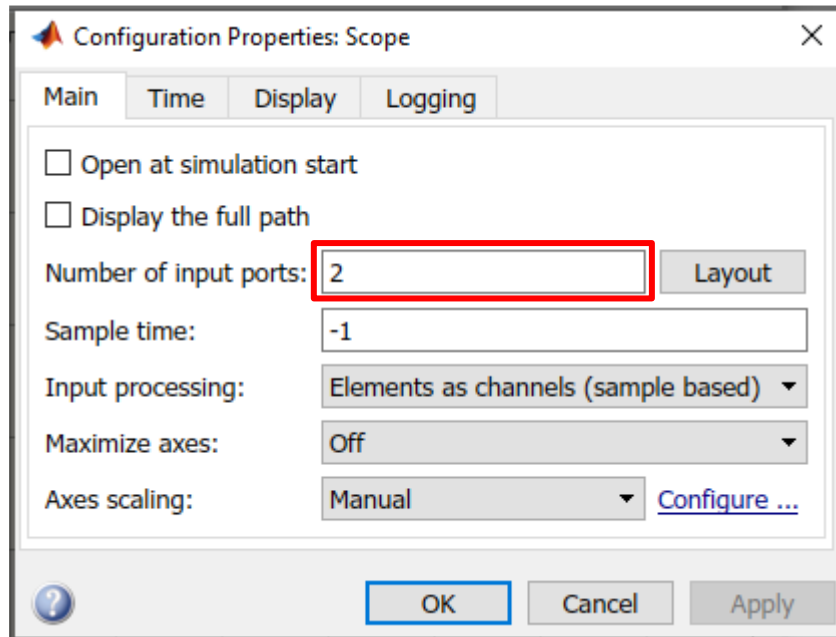 Configuration Properties: Scope
Main Time Display Logging
Open at simulation start
Display the full path
Number of input ports: 2 Layout
Sample time: -1
Input processing: Elements as channels (sample based)
Maximize axes: Off
Axes scaling: Manual Configure ...
? OK Cancel Apply